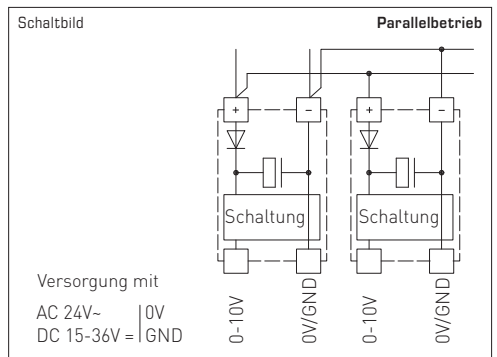 Schaltbild
Parallelbetrieb
+
−
+
−
Schaltung
Schaltung
Versorgung mit
AC 24V~ | 0V
DC 15-36V = | GND
0-10V
0V/GND
0-10V
0V/GND